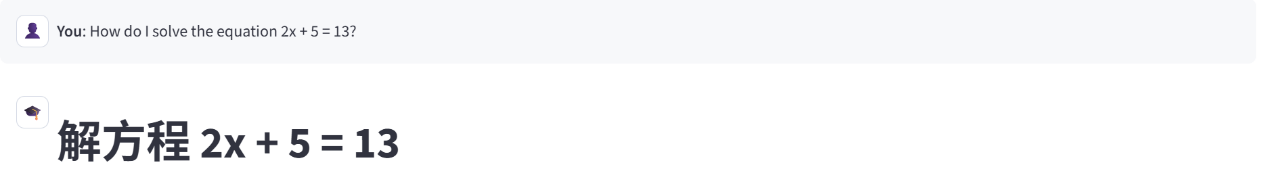 You: How do I solve the equation 2x + 5 = 13?
解方程 2x + 5 = 13